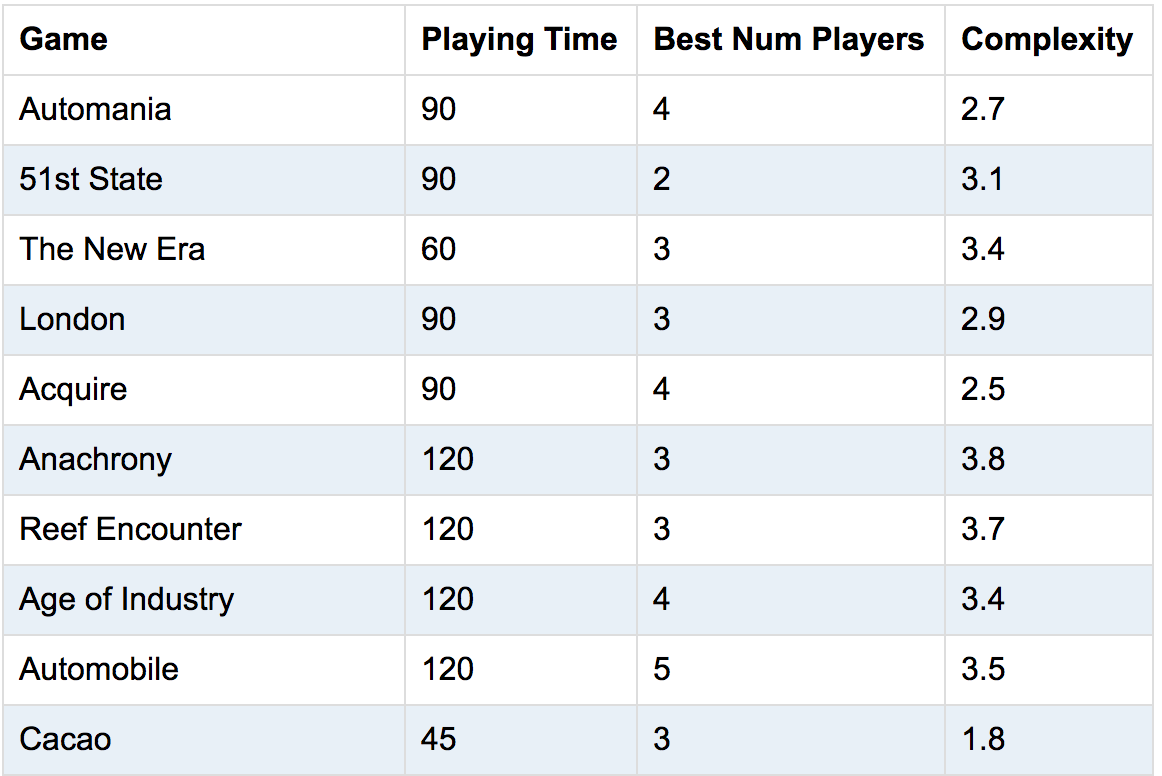 Game Playing Time Best Num Players Complexity
Automania 90 4 2.7
51st State 90 2 3.1
The New Era 60 3 3.4
London 90 3 2.9
Acquire 90 4 2.5
Anachrony 120 3 3.8
Reef Encounter 120 3 3.7
Age of Industry 120 4 3.4
Automobile 120 5 3.5
Cacao 45 3 1.8